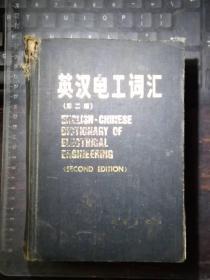 英汉电工词汇
(第二版)
ENGLISH-CHINESE
DICTIONARY OF
ELECTRICAL
ENGINEERING
(SECOND EDITION)